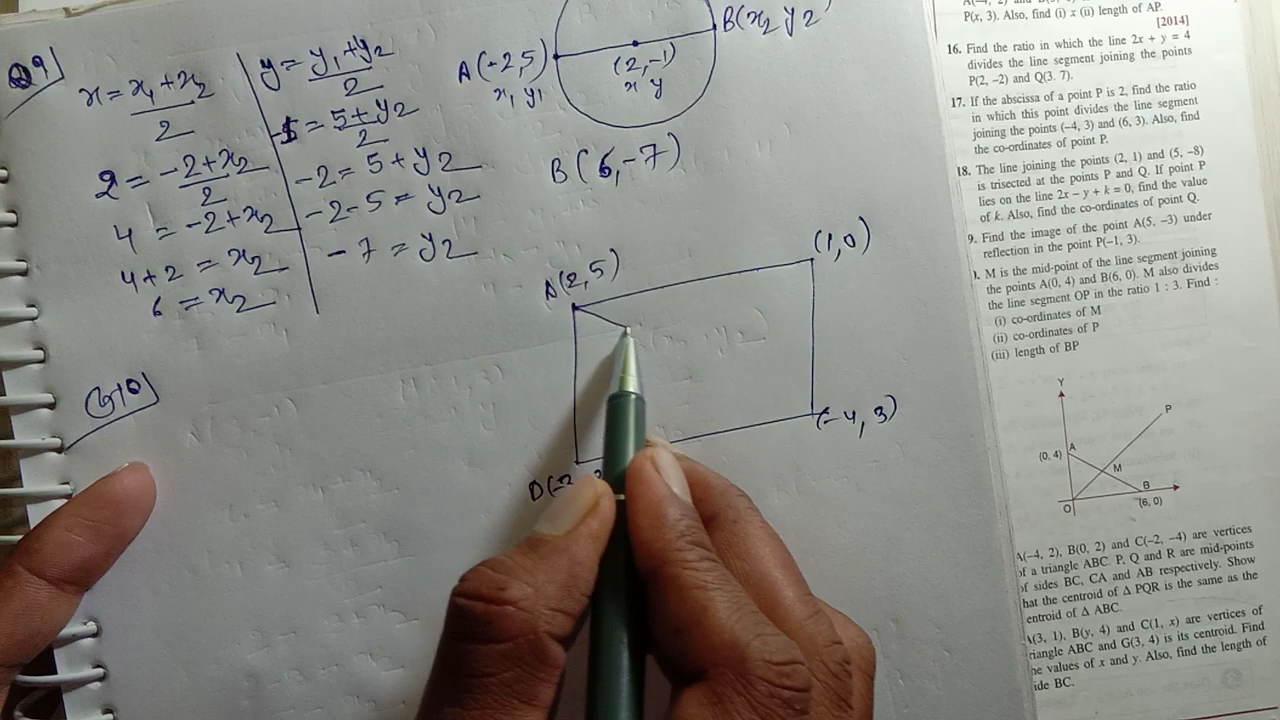 Q9]
x = x1 + x2 / 2
2 = -2 + x2 / 2
4 = -2 + x2
4 + 2 = x2
6 = x2
y = y1 + y2 / 2
-1 = 5 + y2 / 2
-2 = 5 + y2
-2 - 5 = y2
-7 = y2
A(-2, 5)
x1 y1
(2, -1)
x y
B(x2 y2)
B(6, -7)
Q10]
A(2, 5)
(1, 0)
(-4, 3)
D(-3
P(x, 3). Also, find (i) x (ii) length of AP.
[2014]
16. Find the ratio in which the line 2x + y = 4
divides the line segment joining the points
P(2, -2) and Q(3. 7).
17. If the abscissa of a point P is 2, find the ratio
in which this point divides the line segment
joining the points (-4, 3) and (6, 3). Also, find
the co-ordinates of point P.
18. The line joining the points (2, 1) and (5, -8)
is trisected at the points P and Q. If point P
lies on the line 2x - y + k = 0, find the value
of k. Also, find the co-ordinates of point Q.
9. Find the image of the point A(5, -3) under
reflection in the point P(-1, 3).
). M is the mid-point of the line segment joining
the points A(0, 4) and B(6, 0). M also divides
the line segment OP in the ratio 1 : 3. Find :
(i) co-ordinates of M
(ii) co-ordinates of P
(iii) length of BP
Y
P
(0, 4) A
M
B
O
(6, 0)
A(-4, 2), B(0, 2) and C(-2, -4) are vertices
of a triangle ABC. P, Q and R are mid-points
of sides BC, CA and AB respectively. Show
hat the centroid of Δ PQR is the same as the
entroid of Δ ABC.
A(3, 1), B(y, 4) and C(1, x) are vertices of
riangle ABC and G(3, 4) is its centroid. Find
he values of x and y. Also, find the length of
ide BC.